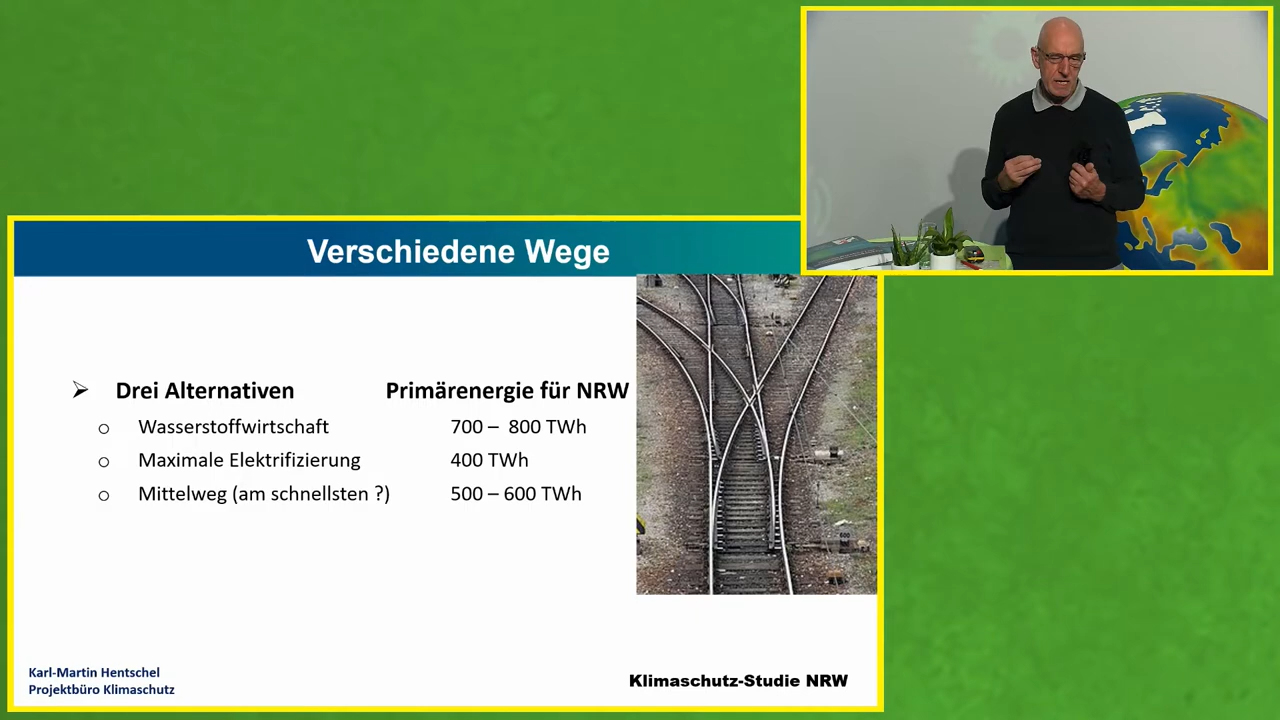 Verschiedene Wege
Drei Alternativen Primärenergie für NRW
Wasserstoffwirtschaft 700 – 800 TWh
Maximale Elektrifizierung 400 TWh
Mittelweg (am schnellsten ?) 500 – 600 TWh
Karl-Martin Hentschel
Projektbüro Klimaschutz
Klimaschutz-Studie NRW